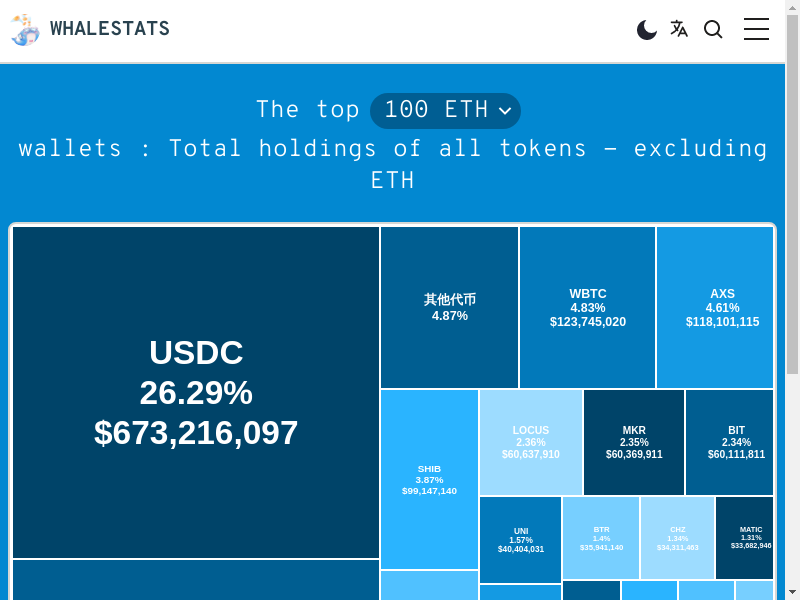 WHALESTATS
The top 100 ETH
wallets : Total holdings of all tokens – excluding
ETH
USDC
26.29%
$673,216,097
其他代币
4.87%
WBTC
4.83%
$123,745,020
AXS
4.61%
$118,101,115
SHIB
3.87%
$99,147,140
LOCUS
2.36%
$60,637,910
MKR
2.35%
$60,369,911
BIT
2.34%
$60,111,811
UNI
1.57%
$40,404,031
BTR
1.4%
$35,941,140
CHZ
1.34%
$34,311,463
MATIC
1.31%
$33,682,946